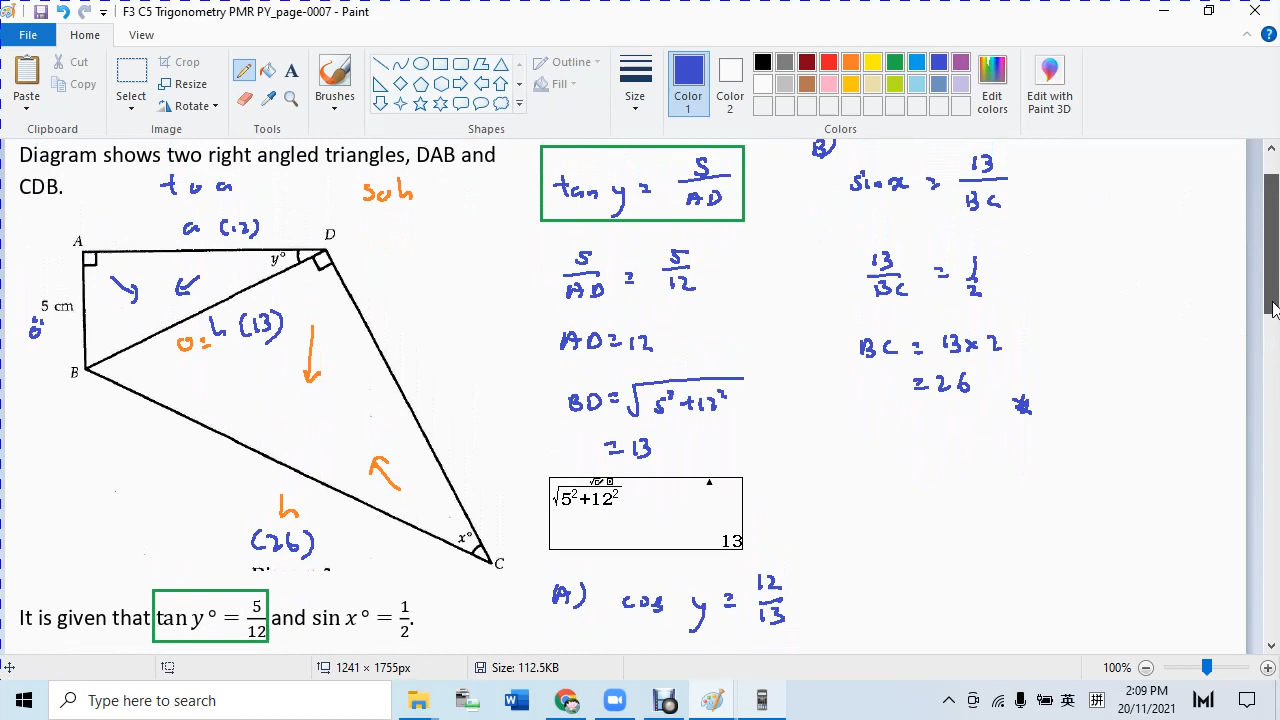 F3 C5 Trigonometry PMR PY_page-0007 - Paint
File Home View
Paste Cut Copy Clipboard
Select Crop Resize Rotate Image
Tools
Brushes
Outline Fill Shapes
Size
Color 1 Color 2 Edit colors Colors
Edit with Paint 3D
Diagram shows two right angled triangles, DAB and
CDB.
t o a
soh
a (12)
A
D
y°
5 cm
o:
h (13)
o=
B
h
(26)
x°
C
It is given that tan y° = 5/12 and sin x° = 1/2.
tan y = 5/AD
5/AD = 5/12
AD = 12
BD = √5²+12²
= 13
√5²+12²
13
A) cos y = 12/13
B)
sin x = 13/BC
13/BC = 1/2
BC = 13 x 2
= 26
1241 × 1755px
Size: 112.5KB
100%
Type here to search
英
拼
2:09 PM
20/11/2021